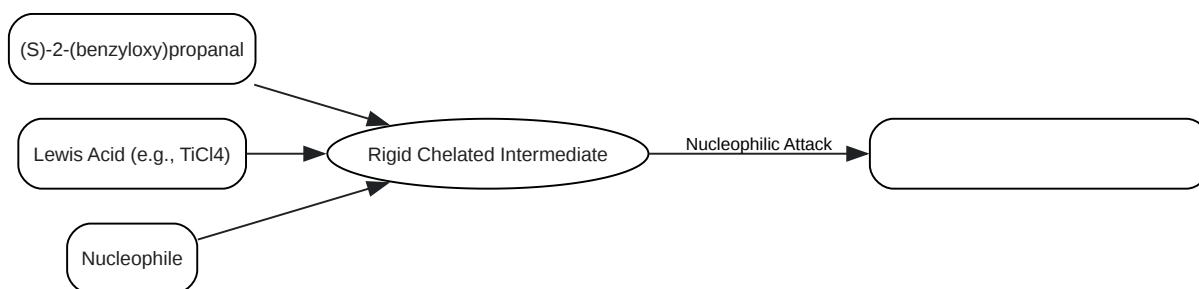 (S)-2-(benzyloxy)propanal
Lewis Acid (e.g., TiCl4)
Nucleophile
Rigid Chelated Intermediate
Nucleophilic Attack